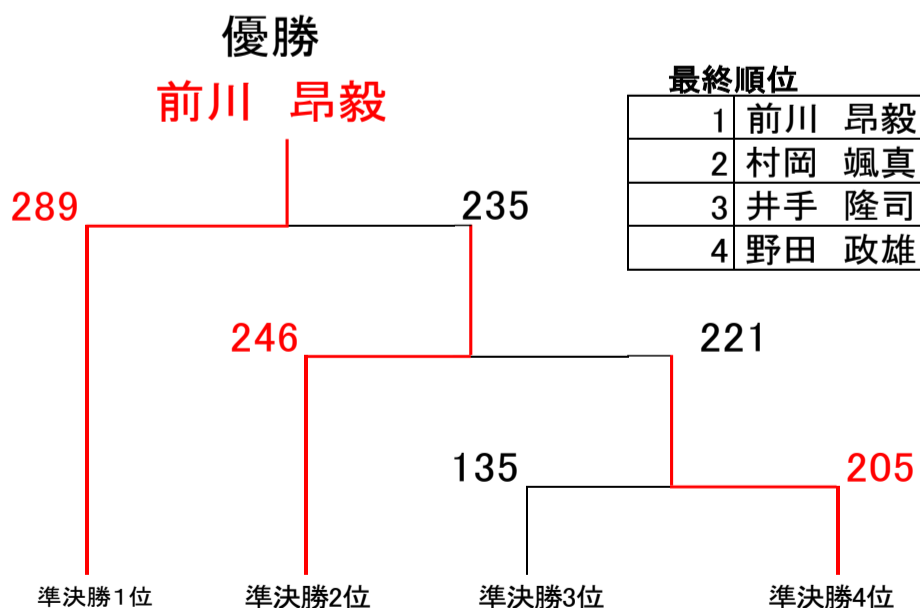 優勝
前川　昂毅
最終順位
1 前川　昂毅
2 村岡　颯真
3 井手　隆司
4 野田　政雄
289 235
246 221
135 205
準決勝1位 準決勝2位 準決勝3位 準決勝4位